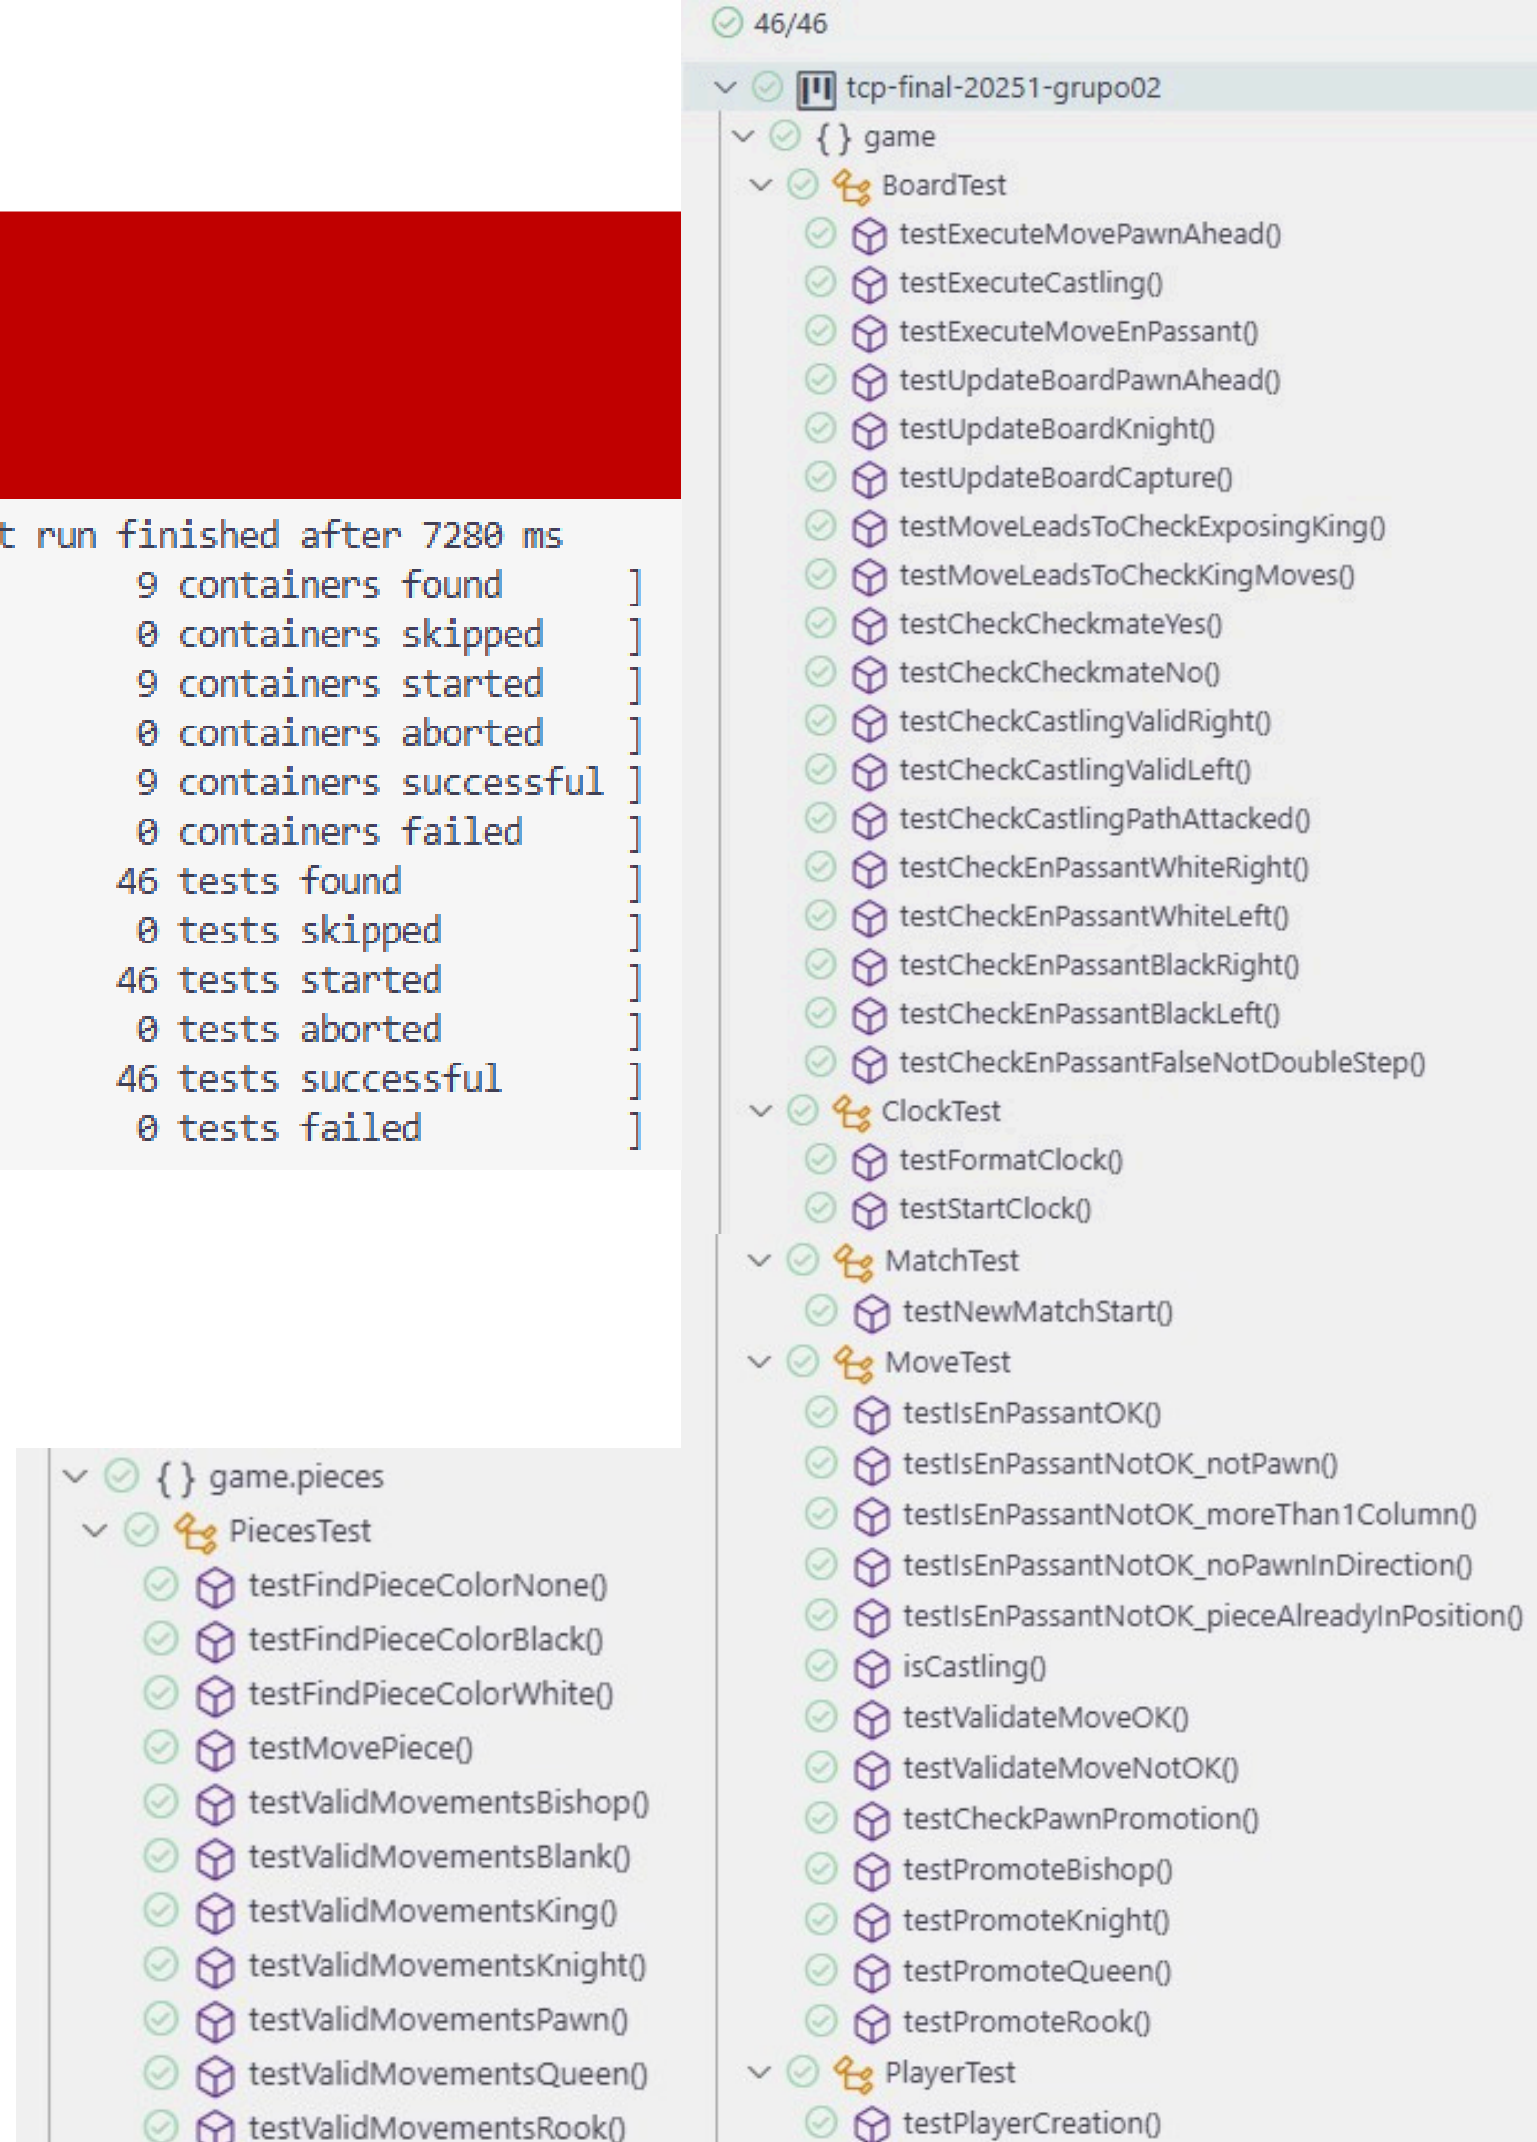 t run finished after 7280 ms
9 containers found ]
0 containers skipped ]
9 containers started ]
0 containers aborted ]
9 containers successful ]
0 containers failed ]
46 tests found ]
0 tests skipped ]
46 tests started ]
0 tests aborted ]
46 tests successful ]
0 tests failed ]
46/46
tcp-final-20251-grupo02
{ } game
BoardTest
testExecuteMovePawnAhead()
testExecuteCastling()
testExecuteMoveEnPassant()
testUpdateBoardPawnAhead()
testUpdateBoardKnight()
testUpdateBoardCapture()
testMoveLeadsToCheckExposingKing()
testMoveLeadsToCheckKingMoves()
testCheckCheckmateYes()
testCheckCheckmateNo()
testCheckCastlingValidRight()
testCheckCastlingValidLeft()
testCheckCastlingPathAttacked()
testCheckEnPassantWhiteRight()
testCheckEnPassantWhiteLeft()
testCheckEnPassantBlackRight()
testCheckEnPassantBlackLeft()
testCheckEnPassantFalseNotDoubleStep()
ClockTest
testFormatClock()
testStartClock()
MatchTest
testNewMatchStart()
MoveTest
testIsEnPassantOK()
testIsEnPassantNotOK_notPawn()
testIsEnPassantNotOK_moreThan1Column()
testIsEnPassantNotOK_noPawnInDirection()
testIsEnPassantNotOK_pieceAlreadyInPosition()
isCastling()
testValidateMoveOK()
testValidateMoveNotOK()
testCheckPawnPromotion()
testPromoteBishop()
testPromoteKnight()
testPromoteQueen()
testPromoteRook()
PlayerTest
testPlayerCreation()
{ } game.pieces
PiecesTest
testFindPieceColorNone()
testFindPieceColorBlack()
testFindPieceColorWhite()
testMovePiece()
testValidMovementsBishop()
testValidMovementsBlank()
testValidMovementsKing()
testValidMovementsKnight()
testValidMovementsPawn()
testValidMovementsQueen()
testValidMovementsRook()